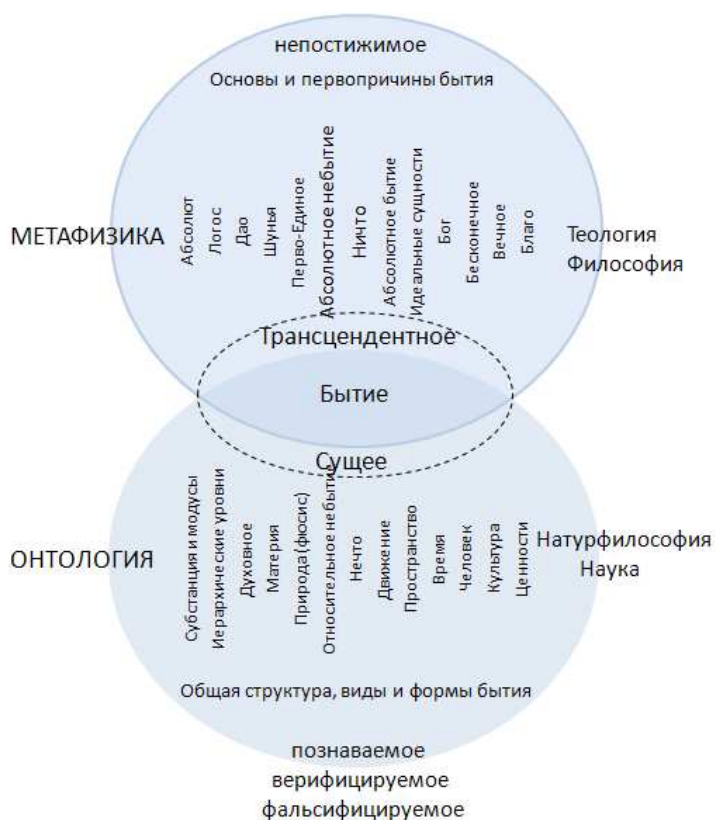 непостижимое
Основы и первопричины бытия
МЕТАФИЗИКА
Абсолют
Логос
Дао
Шунья
Перво-Единое
Абсолютное небытие
Ничто
Абсолютное бытие
Идеальные сущности
Бог
Бесконечное
Вечное
Благо
Теология
Философия
Трансцендентное
Бытие
Сущее
ОНТОЛОГИЯ
Субстанция и модусы
Иерархические уровни
Духовное
Материя
Природа (фюсис)
Относительное небытие
Нечто
Движение
Пространство
Время
Человек
Культура
Ценности
Натурфилософия
Наука
Общая структура, виды и формы бытия
познаваемое
верифицируемое
фальсифицируемое